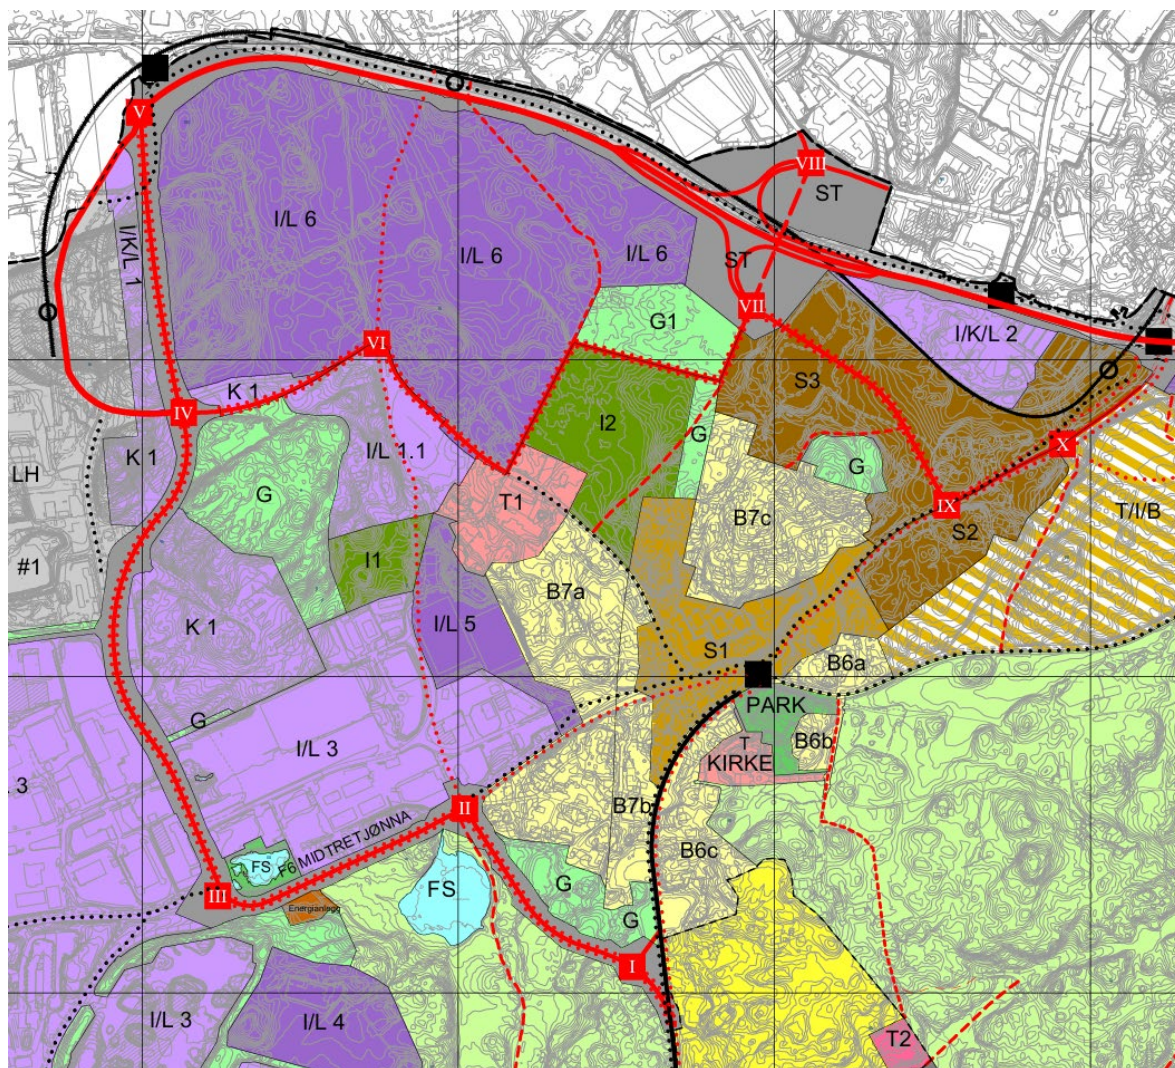 V
VIII
ST
I/L 6
I/K/L 1
I/L 6
I/L 6
ST
VII
G1
I/K/L 2
VI
S3
K 1
IV
I2
G
X
K 1
I/L 1.1
G
G
LH
T1
B7c
IX
T/I/B
S2
#1
I1
B7a
K 1
I/L 5
S1
B6a
G
PARK
I/L 3
T
KIRKE
B6b
. 3
II
B7b
MIDTRETJØNNA
B6c
FS
F6
FS
G
III
Energianlegg
G
I
I/L 3
I/L 4
T2